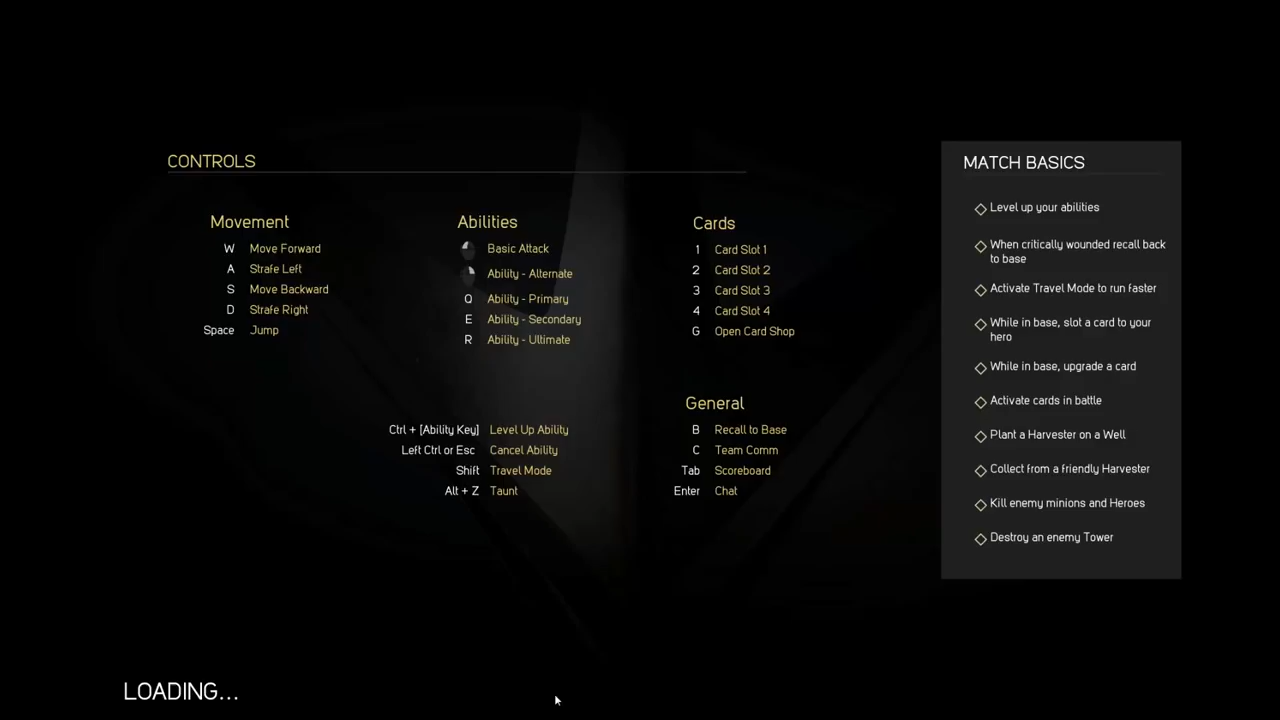 CONTROLS
Movement
W Move Forward
A Strafe Left
S Move Backward
D Strafe Right
Space Jump
Abilities
Basic Attack
Ability - Alternate
Q Ability - Primary
E Ability - Secondary
R Ability - Ultimate
Ctrl + [Ability Key] Level Up Ability
Left Ctrl or Esc Cancel Ability
Shift Travel Mode
Alt + Z Taunt
Cards
1 Card Slot 1
2 Card Slot 2
3 Card Slot 3
4 Card Slot 4
G Open Card Shop
General
B Recall to Base
C Team Comm
Tab Scoreboard
Enter Chat
MATCH BASICS
Level up your abilities
When critically wounded recall back
to base
Activate Travel Mode to run faster
While in base, slot a card to your
hero
While in base, upgrade a card
Activate cards in battle
Plant a Harvester on a Well
Collect from a friendly Harvester
Kill enemy minions and Heroes
Destroy an enemy Tower
LOADING...